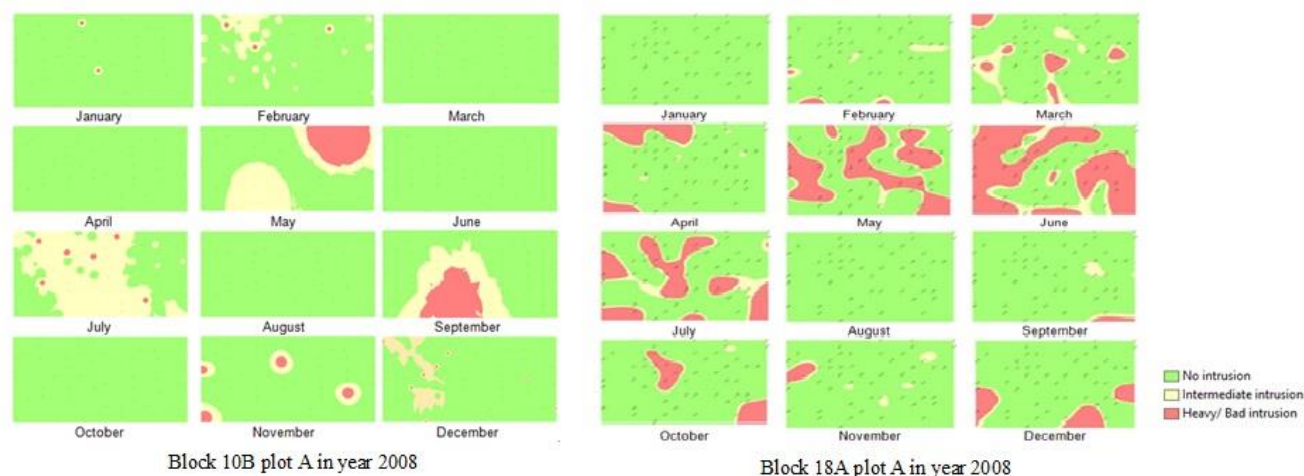 January
February
March
January
February
March
April
May
June
April
May
June
July
August
September
July
August
September
October
November
December
October
November
December
No intrusion
Intermediate intrusion
Heavy/ Bad intrusion
Block 10B plot A in year 2008
Block 18A plot A in year 2008